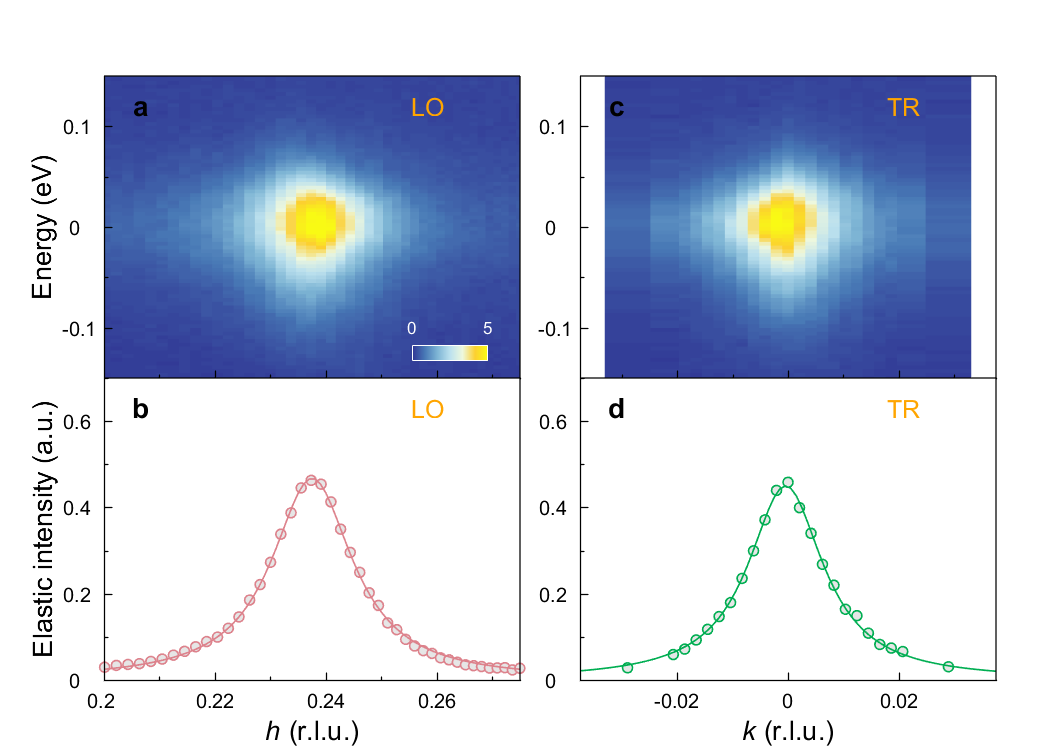 a LO
c TR
0.1
0
-0.1
Energy (eV)
0 5
0.1
0
-0.1
b LO
d TR
0.6
0.4
0.2
0
Elastic intensity (a.u.)
0.6
0.4
0.2
0
0.2 0.22 0.24 0.26
h (r.l.u.)
-0.02 0 0.02
k (r.l.u.)